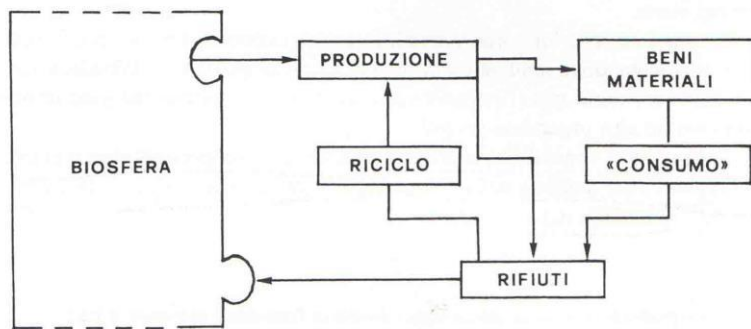 PRODUZIONE
BENI
MATERIALI
BIOSFERA
RICICLO
«CONSUMO»
RIFIUTI